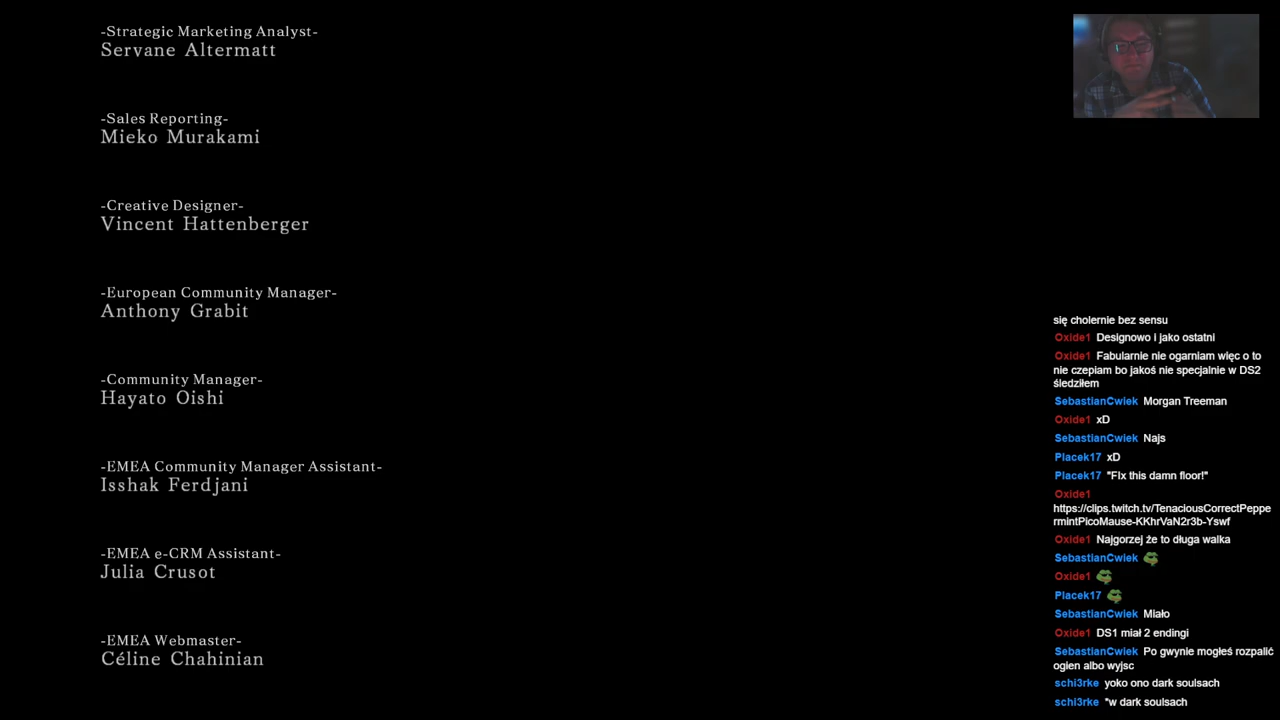 -Strategic Marketing Analyst-
Servane Altermatt
-Sales Reporting-
Mieko Murakami
-Creative Designer-
Vincent Hattenberger
-European Community Manager-
Anthony Grabit
-Community Manager-
Hayato Oishi
-EMEA Community Manager Assistant-
Isshak Ferdjani
-EMEA e-CRM Assistant-
Julia Crusot
-EMEA Webmaster-
Céline Chahinian
się cholernie bez sensu
Oxide1 Designowo i jako ostatni
Oxide1 Fabularnie nie ogarniam więc o to
nie czepiam bo jakoś nie specjalnie w DS2
śledziłem
SebastianCwiek Morgan Treeman
Oxide1 xD
SebastianCwiek Najs
Placek17 xD
Placek17 "FIx this damn floor!"
Oxide1
https://clips.twitch.tv/TenaciousCorrectPeppe
rmintPicoMause-KKhrVaN2r3b-Yswf
Oxide1 Najgorzej że to długa walka
SebastianCwiek
Oxide1
Placek17
SebastianCwiek Miało
Oxide1 DS1 miał 2 endingi
SebastianCwiek Po gwynie mogłeś rozpalić
ogien albo wyjsc
schi3rke yoko ono dark soulsach
schi3rke *w dark soulsach